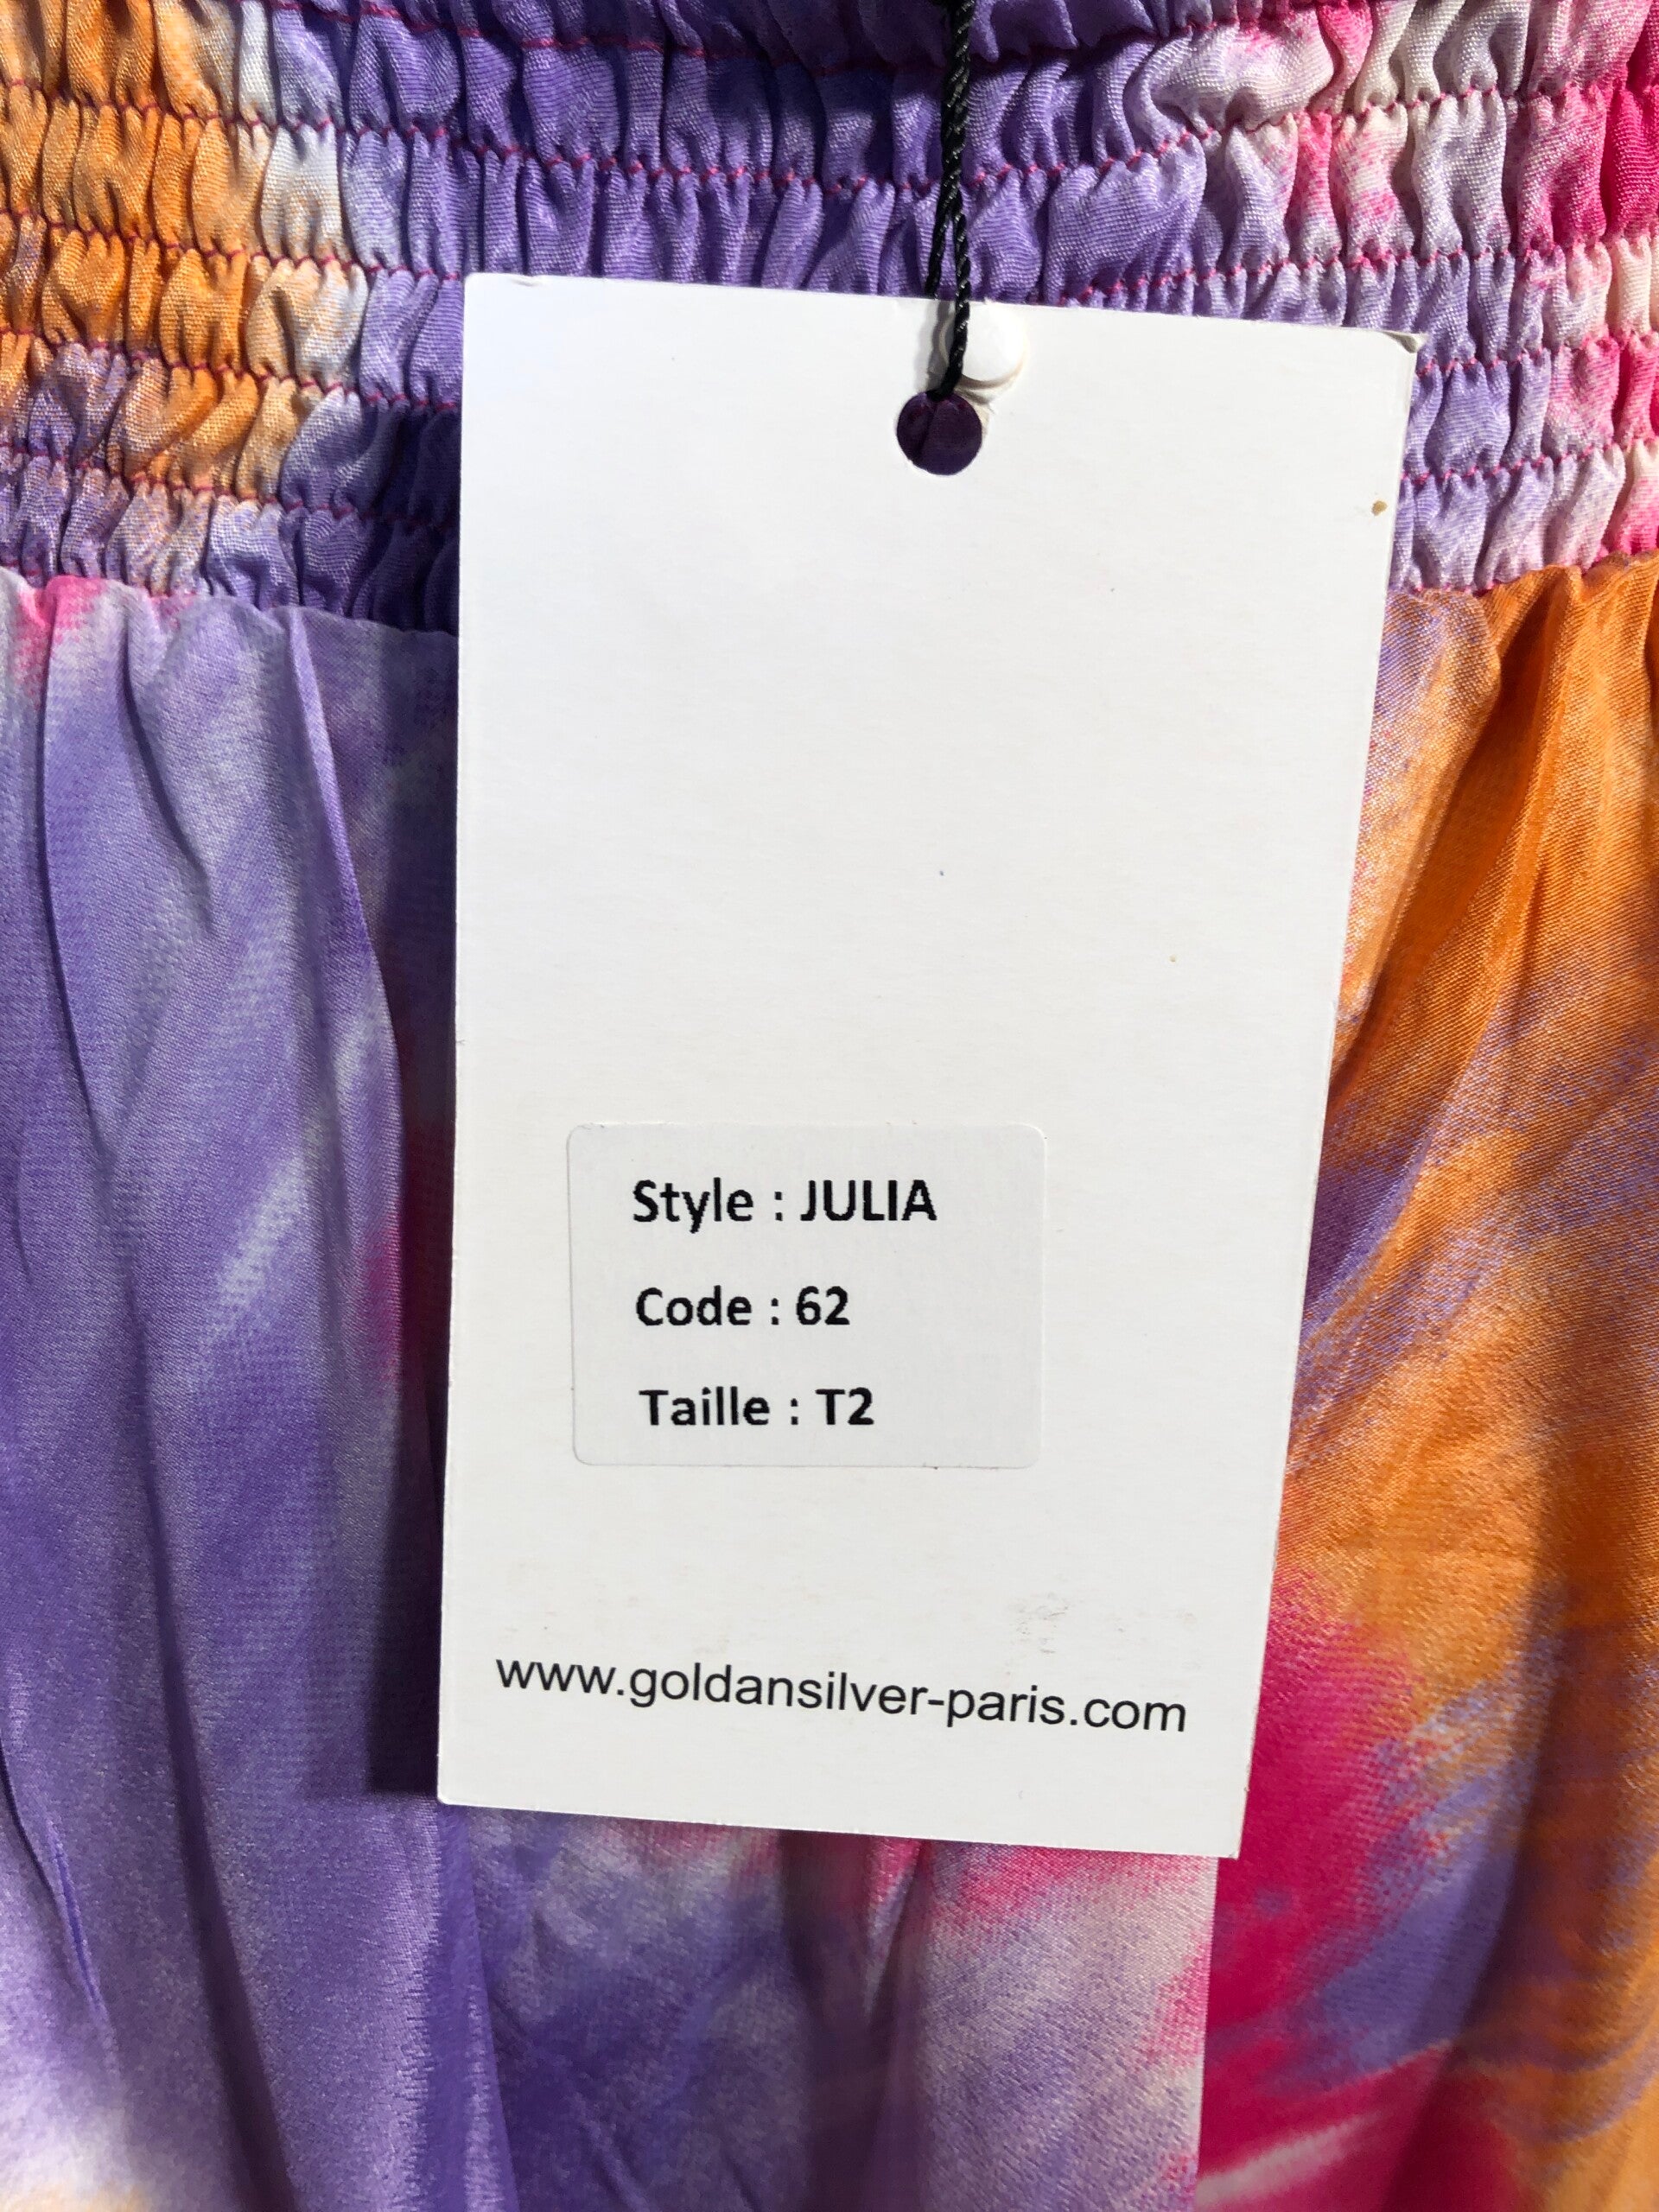 Style : JULIA
Code : 62
Taille : T2
www.goldansilver-paris.com